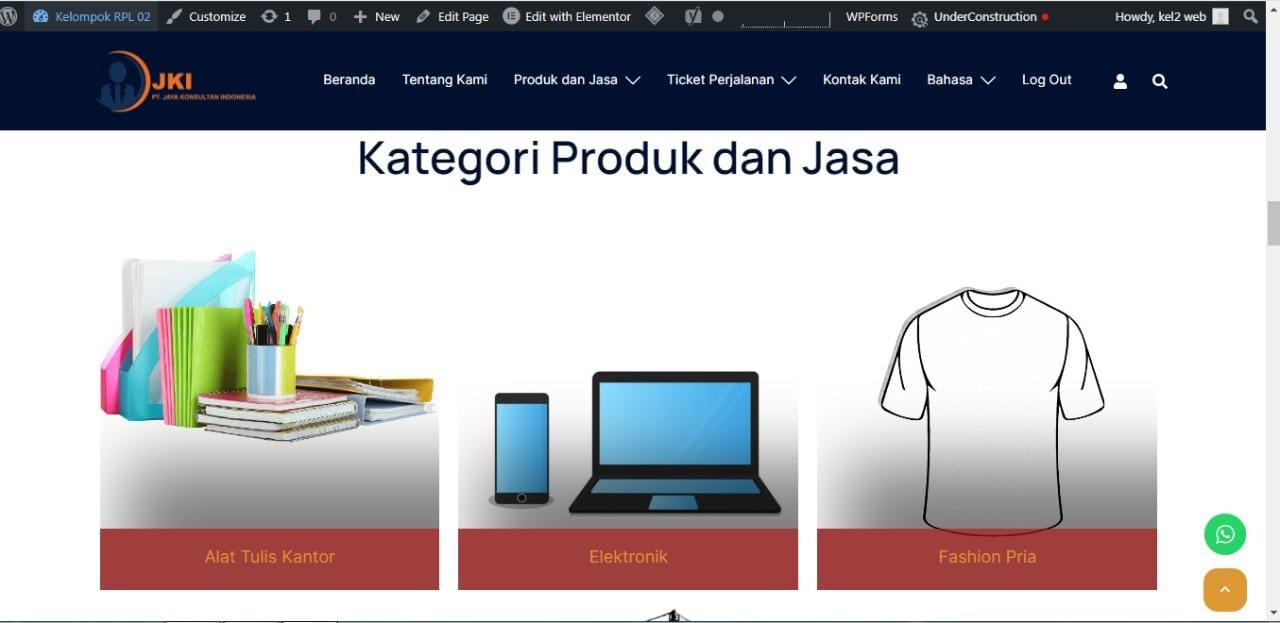 Kelompok RPL 02 Customize 1 0 New Edit Page Edit with Elementor WPForms UnderConstruction Howdy, kel2 web
JKI
PT. JAYA KONSULTAN INDONESIA
Beranda Tentang Kami Produk dan Jasa Ticket Perjalanan Kontak Kami Bahasa Log Out
Kategori Produk dan Jasa
Alat Tulis Kantor Elektronik Fashion Pria